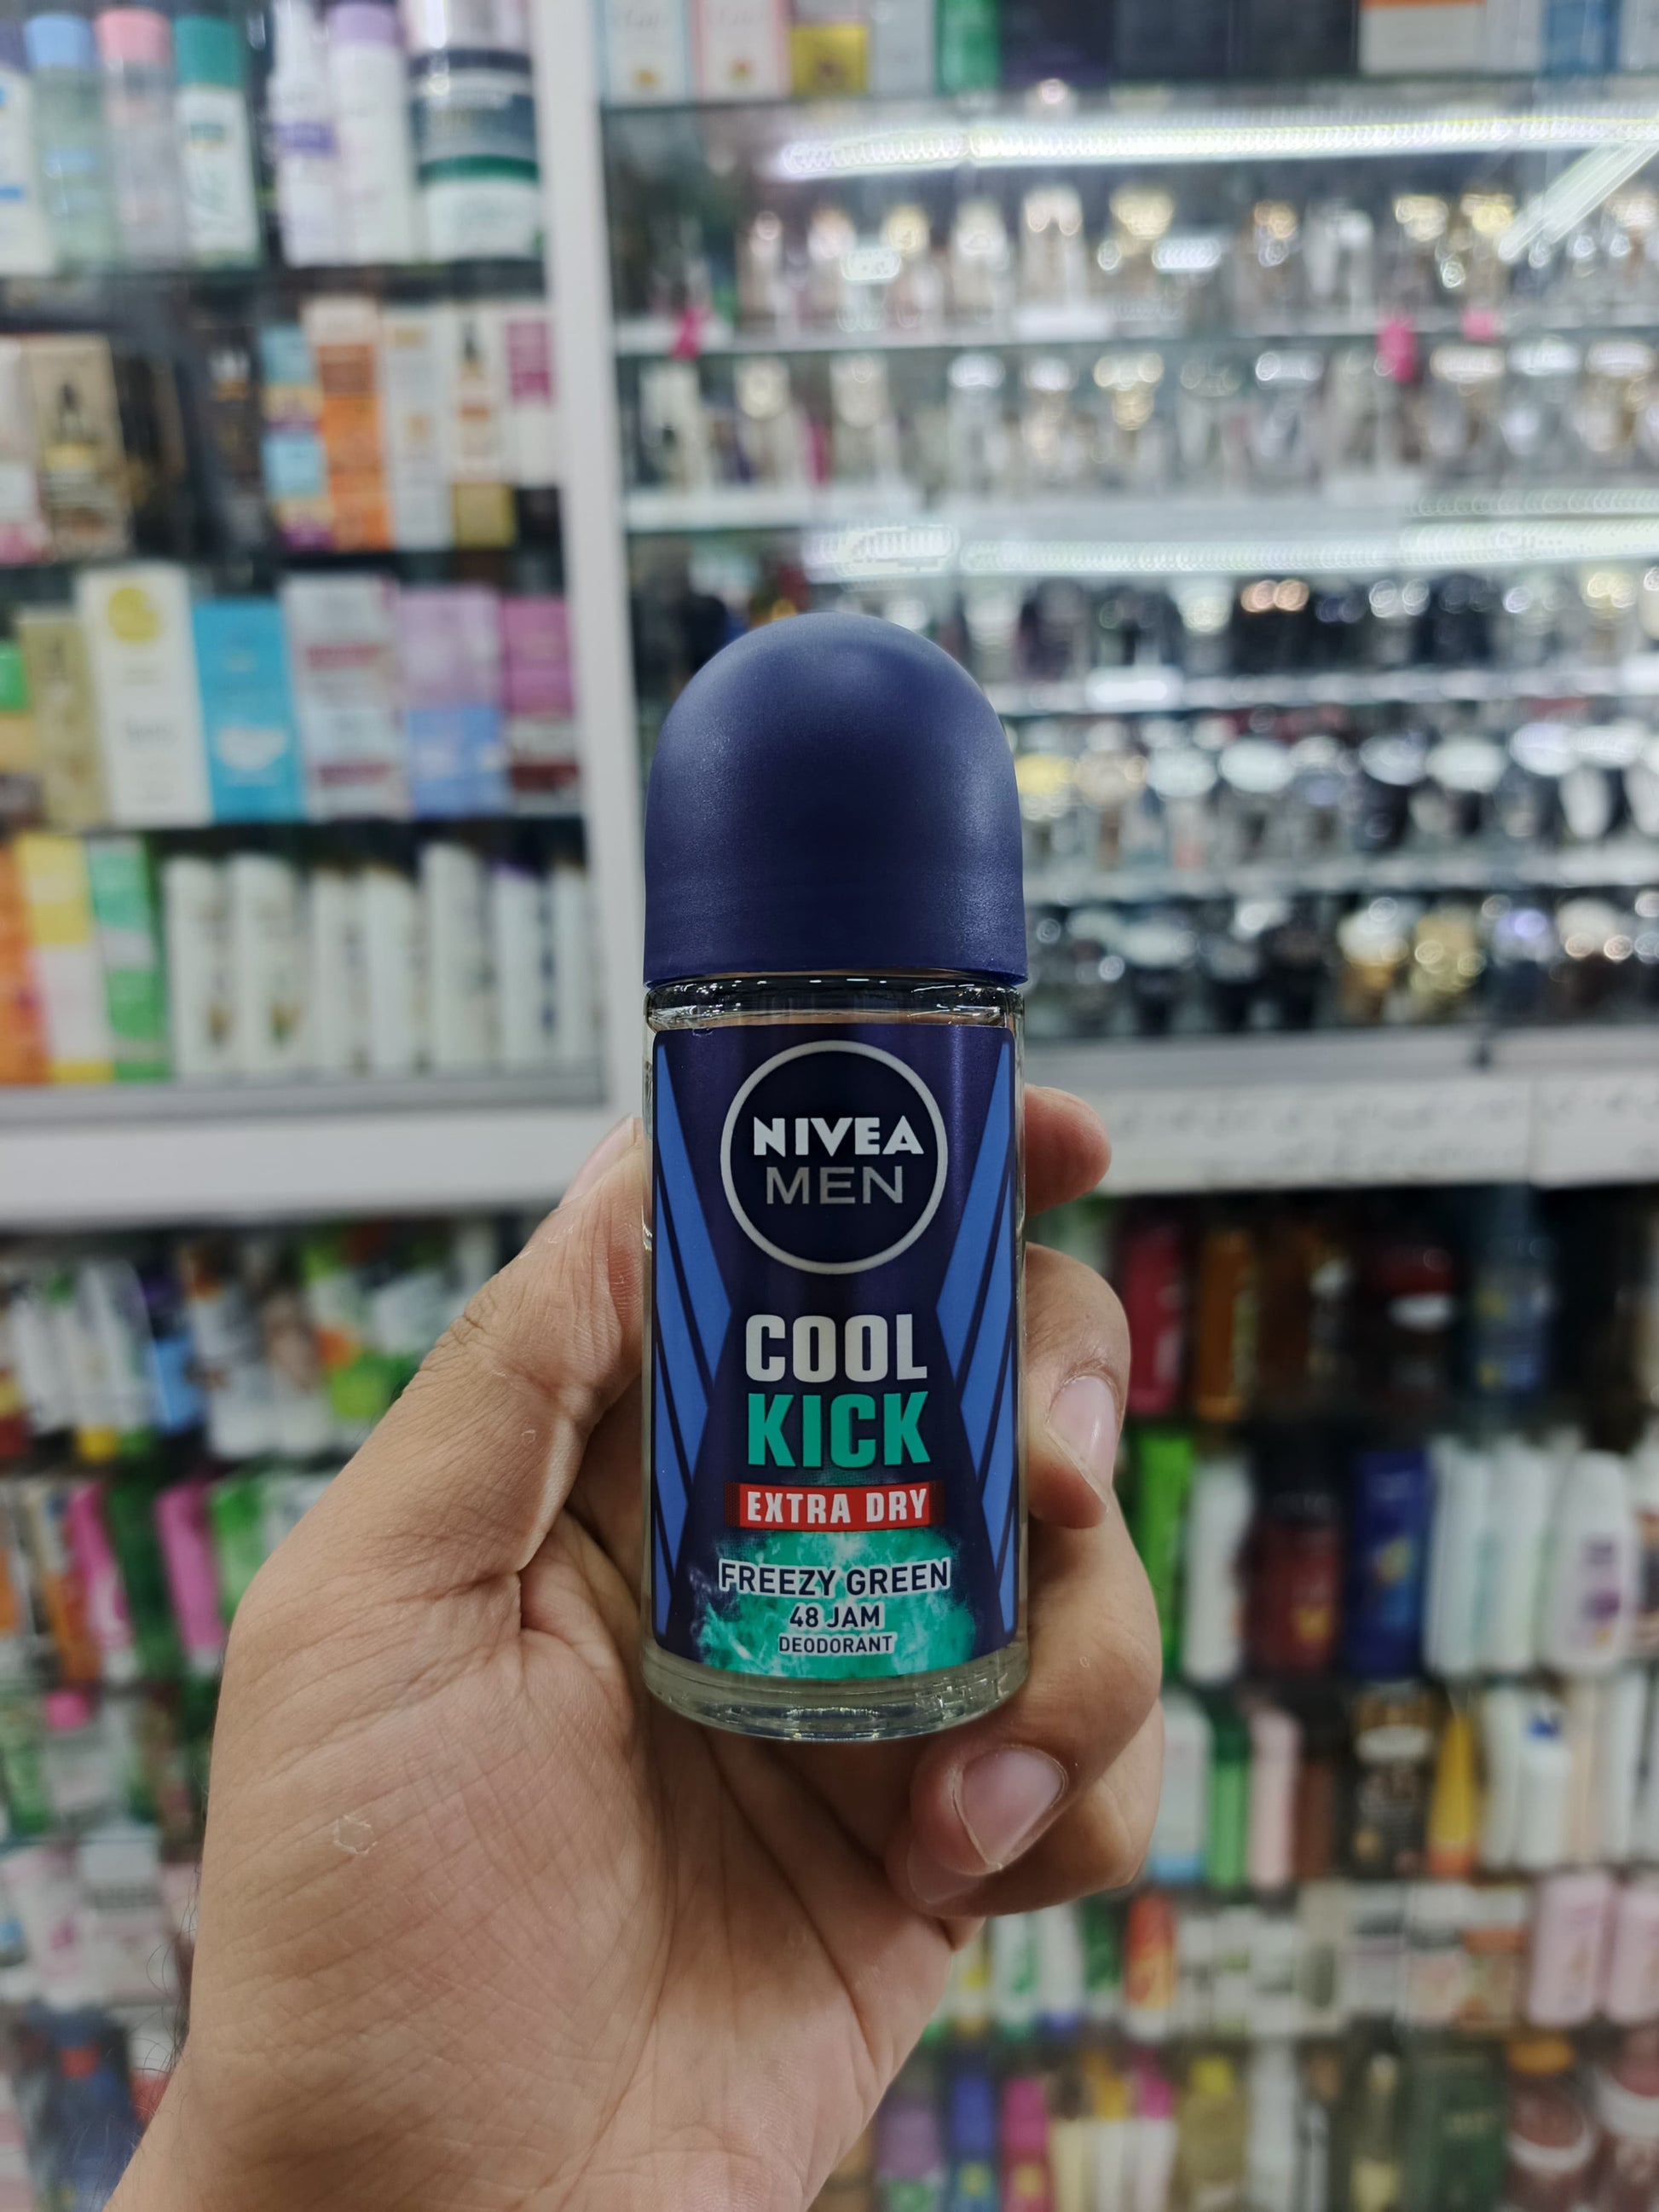 NIVEA
MEN
COOL
KICK
EXTRA DRY
FREEZY GREEN
48 JAM
DEODORANT